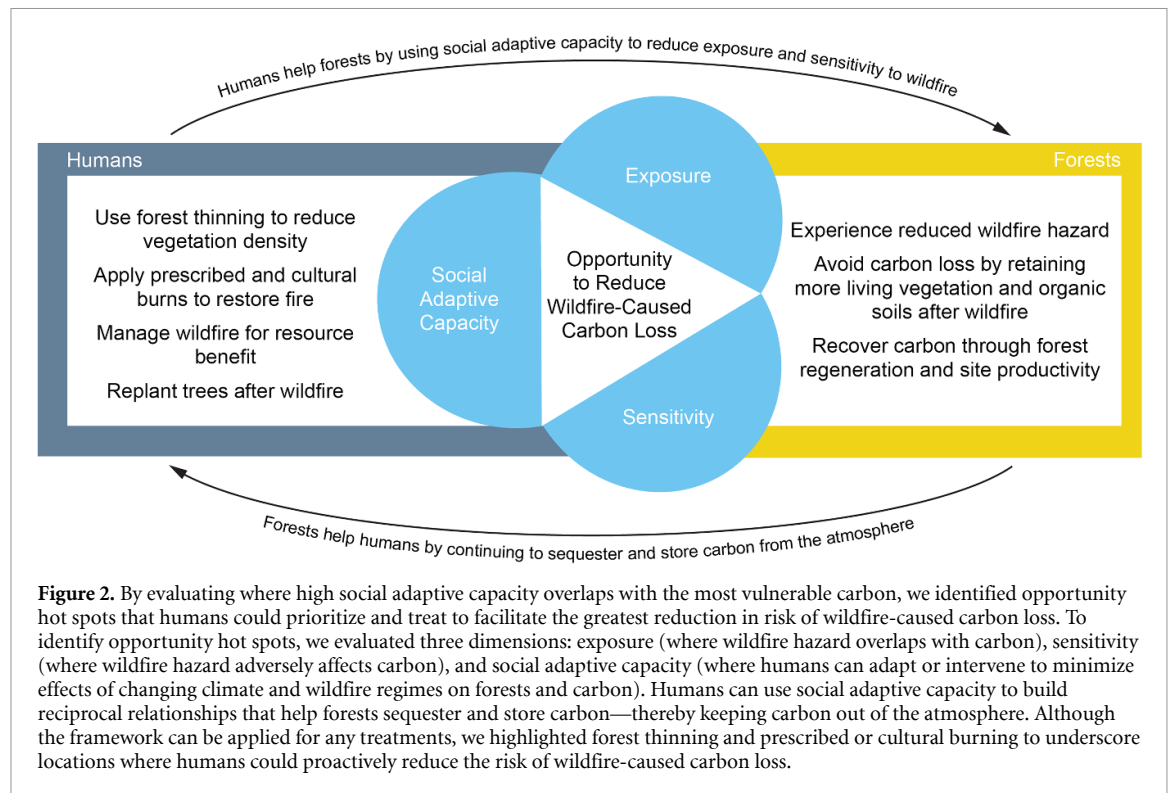 Humans help forests by using social adaptive capacity to reduce exposure and sensitivity to wildfire
Humans
Forests
Use forest thinning to reduce
vegetation density
Apply prescribed and cultural
burns to restore fire
Manage wildfire for resource
benefit
Replant trees after wildfire
Social
Adaptive
Capacity
Exposure
Opportunity
to Reduce
Wildfire-Caused
Carbon Loss
Sensitivity
Experience reduced wildfire hazard
Avoid carbon loss by retaining
more living vegetation and organic
soils after wildfire
Recover carbon through forest
regeneration and site productivity
Forests help humans by continuing to sequester and store carbon from the atmosphere
Figure 2. By evaluating where high social adaptive capacity overlaps with the most vulnerable carbon, we identified opportunity
hot spots that humans could prioritize and treat to facilitate the greatest reduction in risk of wildfire-caused carbon loss. To
identify opportunity hot spots, we evaluated three dimensions: exposure (where wildfire hazard overlaps with carbon), sensitivity
(where wildfire hazard adversely affects carbon), and social adaptive capacity (where humans can adapt or intervene to minimize
effects of changing climate and wildfire regimes on forests and carbon). Humans can use social adaptive capacity to build
reciprocal relationships that help forests sequester and store carbon—thereby keeping carbon out of the atmosphere. Although
the framework can be applied for any treatments, we highlighted forest thinning and prescribed or cultural burning to underscore
locations where humans could proactively reduce the risk of wildfire-caused carbon loss.